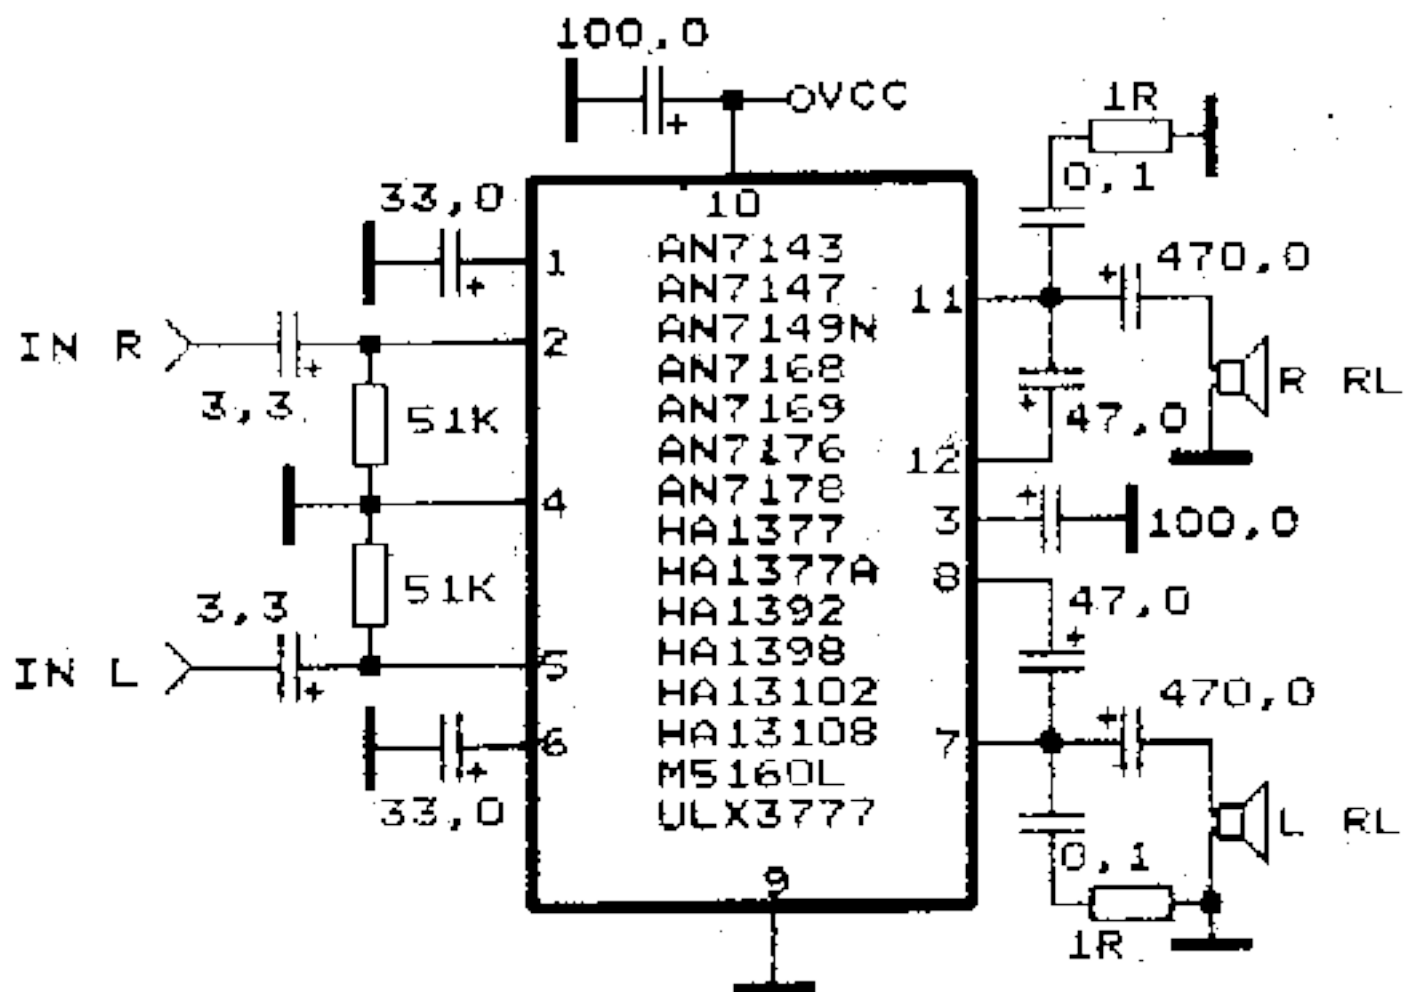 100,0
VCC
1R
0,1
33,0
10
1
AN7143
AN7147
AN7149N
AN7168
AN7169
AN7176
AN7178
HA1377
HA1377A
HA1392
HA1398
HA13102
HA13108
M5160L
ULX3777
11
470,0
IN R
+
2
3,3
51K
R RL
47,0
12
4
3
100,0
51K
8
47,0
3,3
IN L
5
470,0
6
7
33,0
L RL
0,1
9
1R